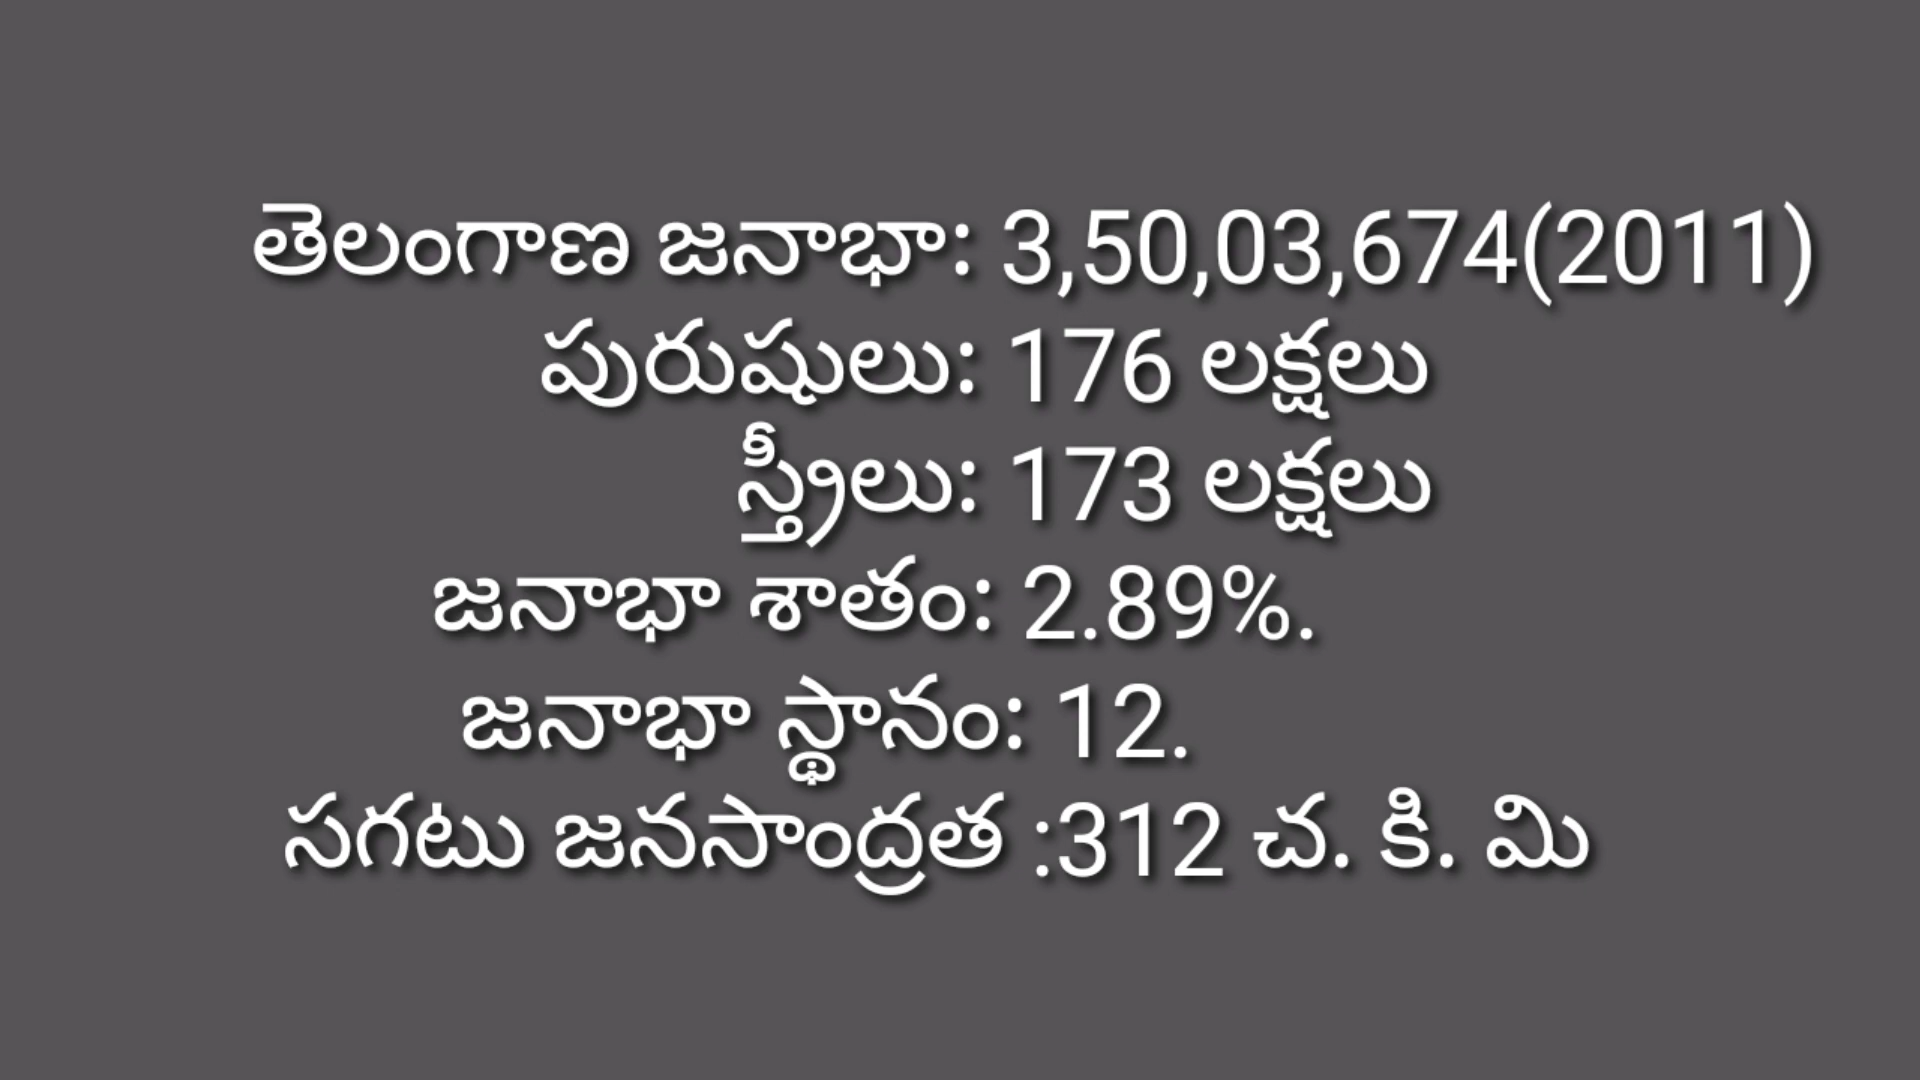 తెలంగాణ జనాభా: 3,50,03,674(2011)
పురుషులు: 176 లక్షలు
స్త్రీలు: 173 లక్షలు
జనాభా శాతం: 2.89%.
జనాభా స్థానం: 12.
సగటు జనసాంద్రత :312 చ. కి. మి